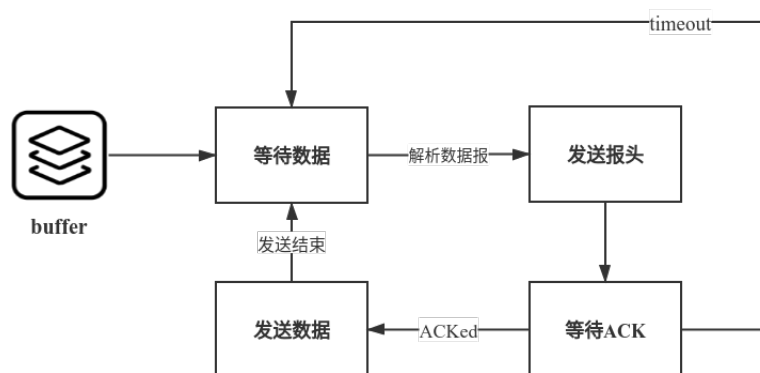 timeout
等待数据
解析数据报
发送报头
buffer
发送结束
发送数据
ACKed
等待ACK